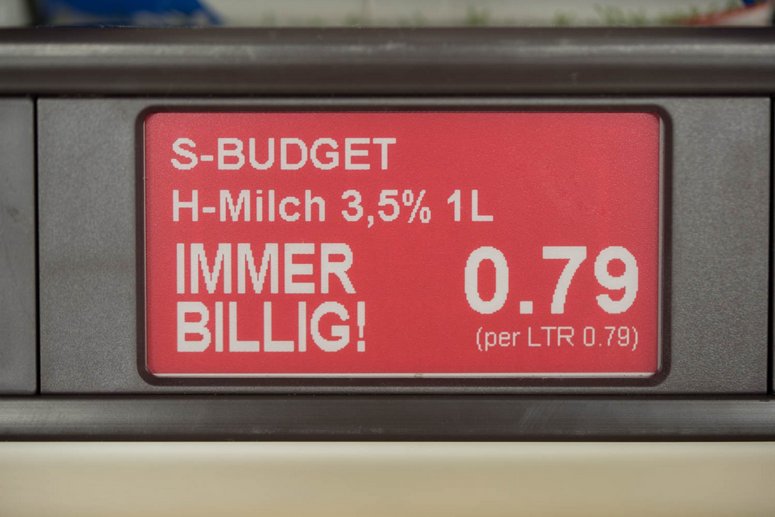 S-BUDGET
H-Milch 3,5% 1L
IMMER
BILLIG!
0.79
(per LTR 0.79)